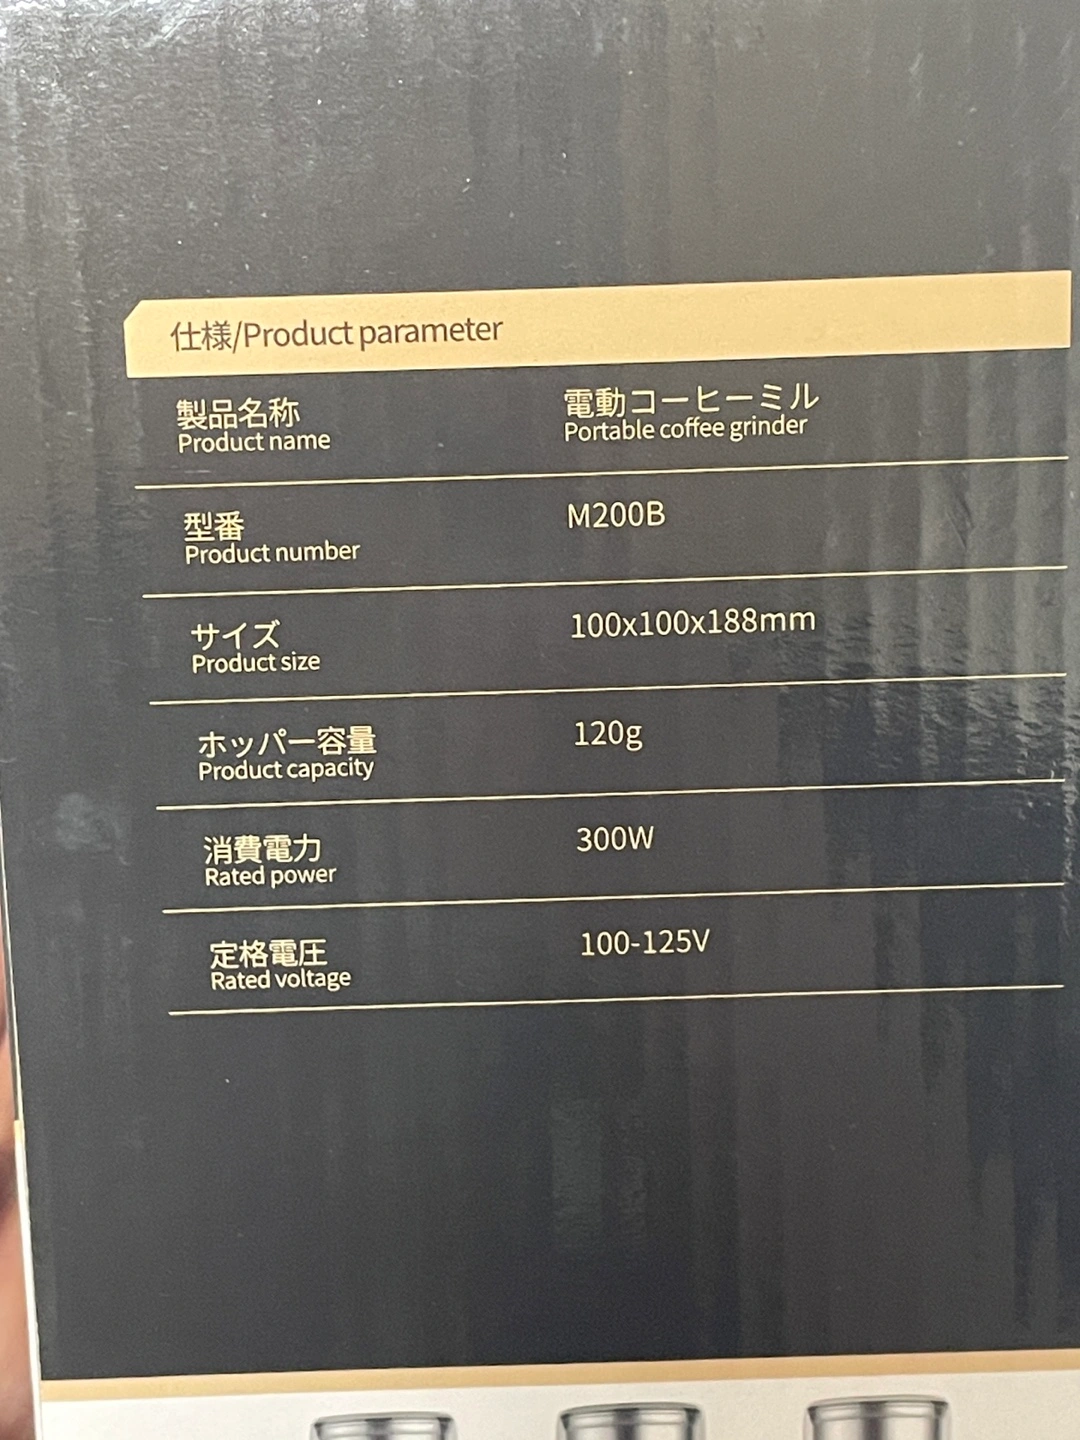 仕様/Product parameter
製品名称
Product name
電動コーヒーミル
Portable coffee grinder
型番
Product number
M200B
サイズ
Product size
100x100x188mm
ホッパー容量
Product capacity
120g
消費電力
Rated power
300W
定格電圧
Rated voltage
100-125V